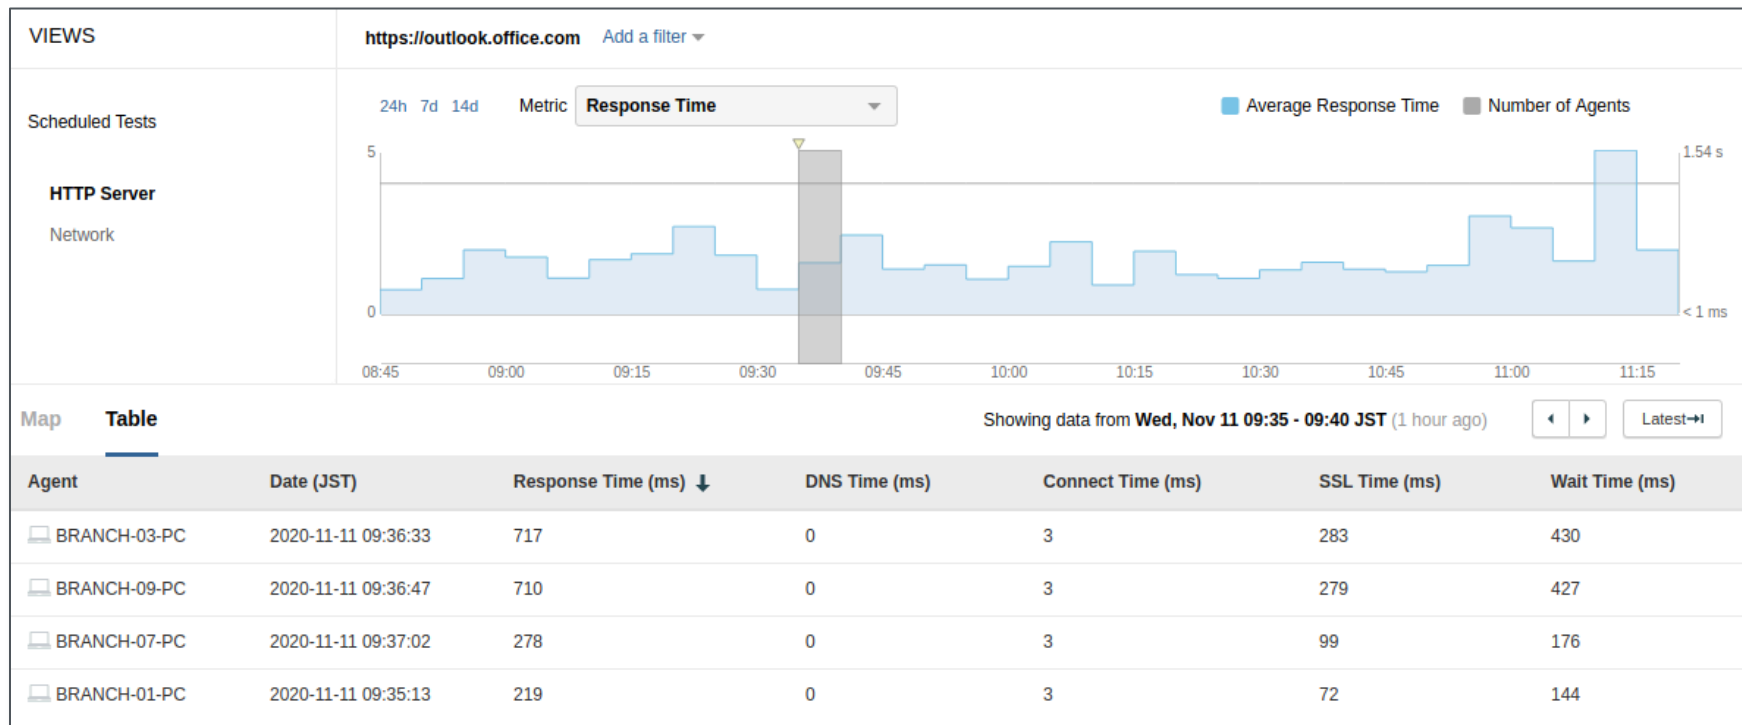 VIEWS
https://outlook.office.com Add a filter
Scheduled Tests
HTTP Server
Network
24h 7d 14d Metric Response Time Average Response Time Number of Agents
5 1.54 s
0 < 1 ms
08:45 09:00 09:15 09:30 09:45 10:00 10:15 10:30 10:45 11:00 11:15
Map Table Showing data from Wed, Nov 11 09:35 - 09:40 JST (1 hour ago) Latest
Agent Date (JST) Response Time (ms) DNS Time (ms) Connect Time (ms) SSL Time (ms) Wait Time (ms)
BRANCH-03-PC 2020-11-11 09:36:33 717 0 3 283 430
BRANCH-09-PC 2020-11-11 09:36:47 710 0 3 279 427
BRANCH-07-PC 2020-11-11 09:37:02 278 0 3 99 176
BRANCH-01-PC 2020-11-11 09:35:13 219 0 3 72 144